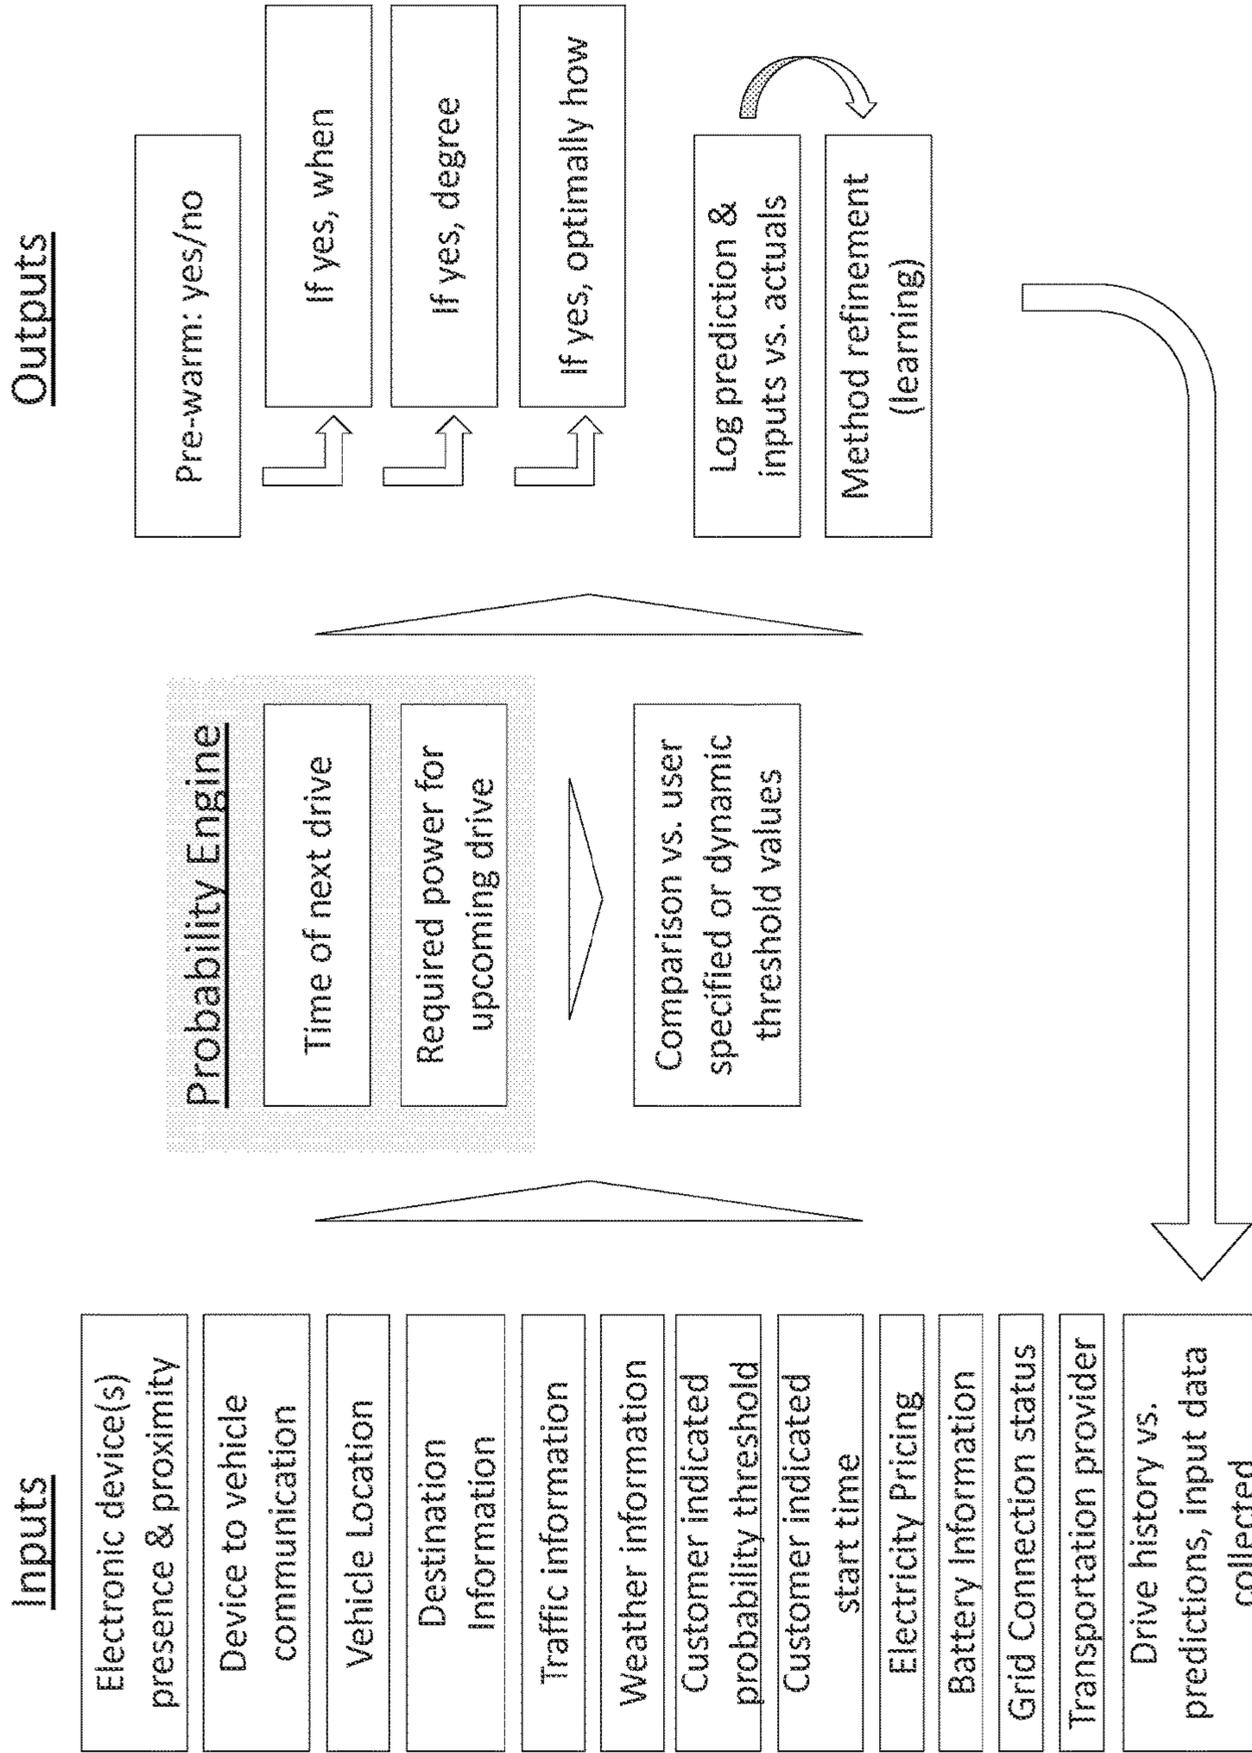 Inputs
Electronic device(s)
presence & proximity
Device to vehicle
communication
Vehicle Location
Destination
Information
Traffic information
Weather information
Customer indicated
probability threshold
Customer indicated
start time
Electricity Pricing
Battery Information
Grid Connection status
Transportation provider
Drive history vs.
predictions, input data
collected
Probability Engine
Time of next drive
Required power for
upcoming drive
Comparison vs. user
specified or dynamic
threshold values
Outputs
Pre-warm: yes/no
If yes, when
If yes, degree
If yes, optimally how
Log prediction &
inputs vs. actuals
Method refinement
(learning)